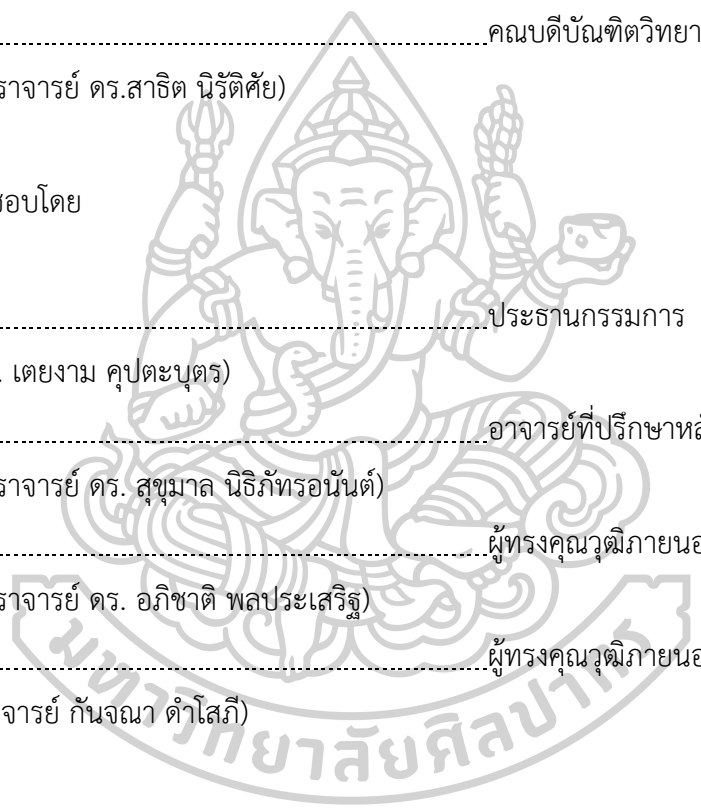 คณบดีบัณฑิตวิทยา
ราจารย์ ดร.สาธิต นิรัติศัย)
สอบโดย
ประธานกรรมการ
. เตยงาม คุปตะบุตร)
อาจารย์ที่ปรึกษาหลั
ราจารย์ ดร. สุขุมาล นิธิภัทรอนันต์)
ผู้ทรงคุณวุฒิภายนอ
ราจารย์ ดร. อภิชาติ พลประเสริฐ)
ผู้ทรงคุณวุฒิภายนอ
จารย์ กันจณา ดำโสภี)
มหาวิทยาลัยศิลปากร